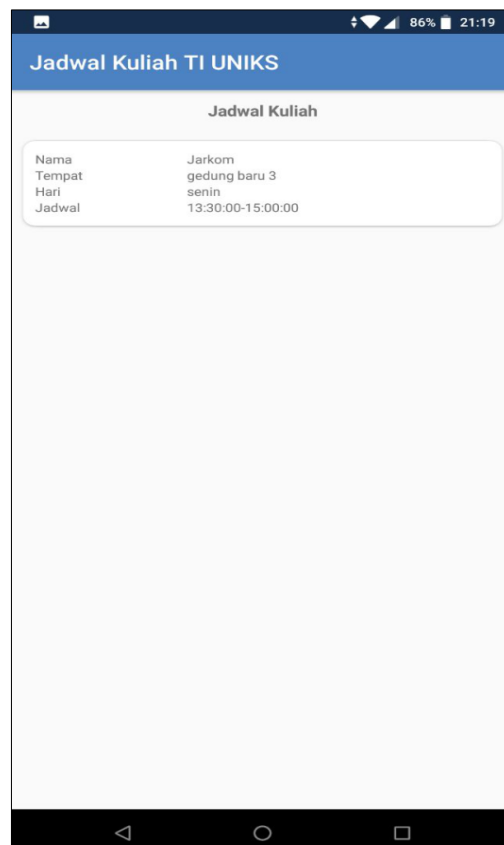 86% 21:19
Jadwal Kuliah TI UNIKS
Jadwal Kuliah
Nama Jarkom
Tempat gedung baru 3
Hari senin
Jadwal 13:30:00-15:00:00